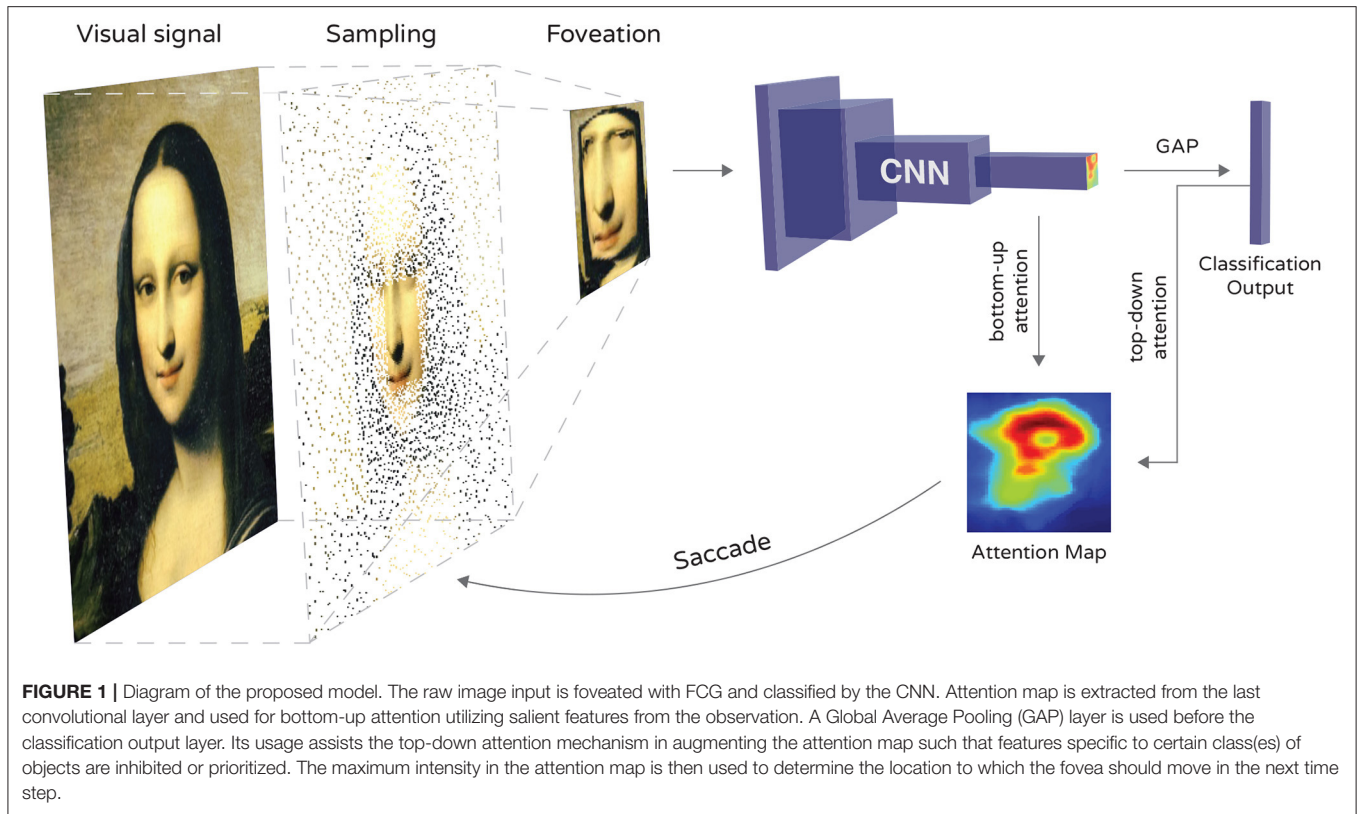 Visual signal
Sampling
Foveation
CNN
GAP
Classification
Output
bottom-up
attention
top-down
attention
Attention Map
Saccade
FIGURE 1 | Diagram of the proposed model. The raw image input is foveated with FCG and classified by the CNN. Attention map is extracted from the last
convolutional layer and used for bottom-up attention utilizing salient features from the observation. A Global Average Pooling (GAP) layer is used before the
classification output layer. Its usage assists the top-down attention mechanism in augmenting the attention map such that features specific to certain class(es) of
objects are inhibited or prioritized. The maximum intensity in the attention map is then used to determine the location to which the fovea should move in the next time
step.